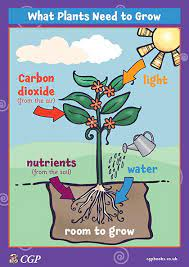 What Plants Need to Grow
Carbon
dioxide
(from the air)
light
nutrients
(from the soil)
water
room to grow
CGP
cgpbooks.co.uk